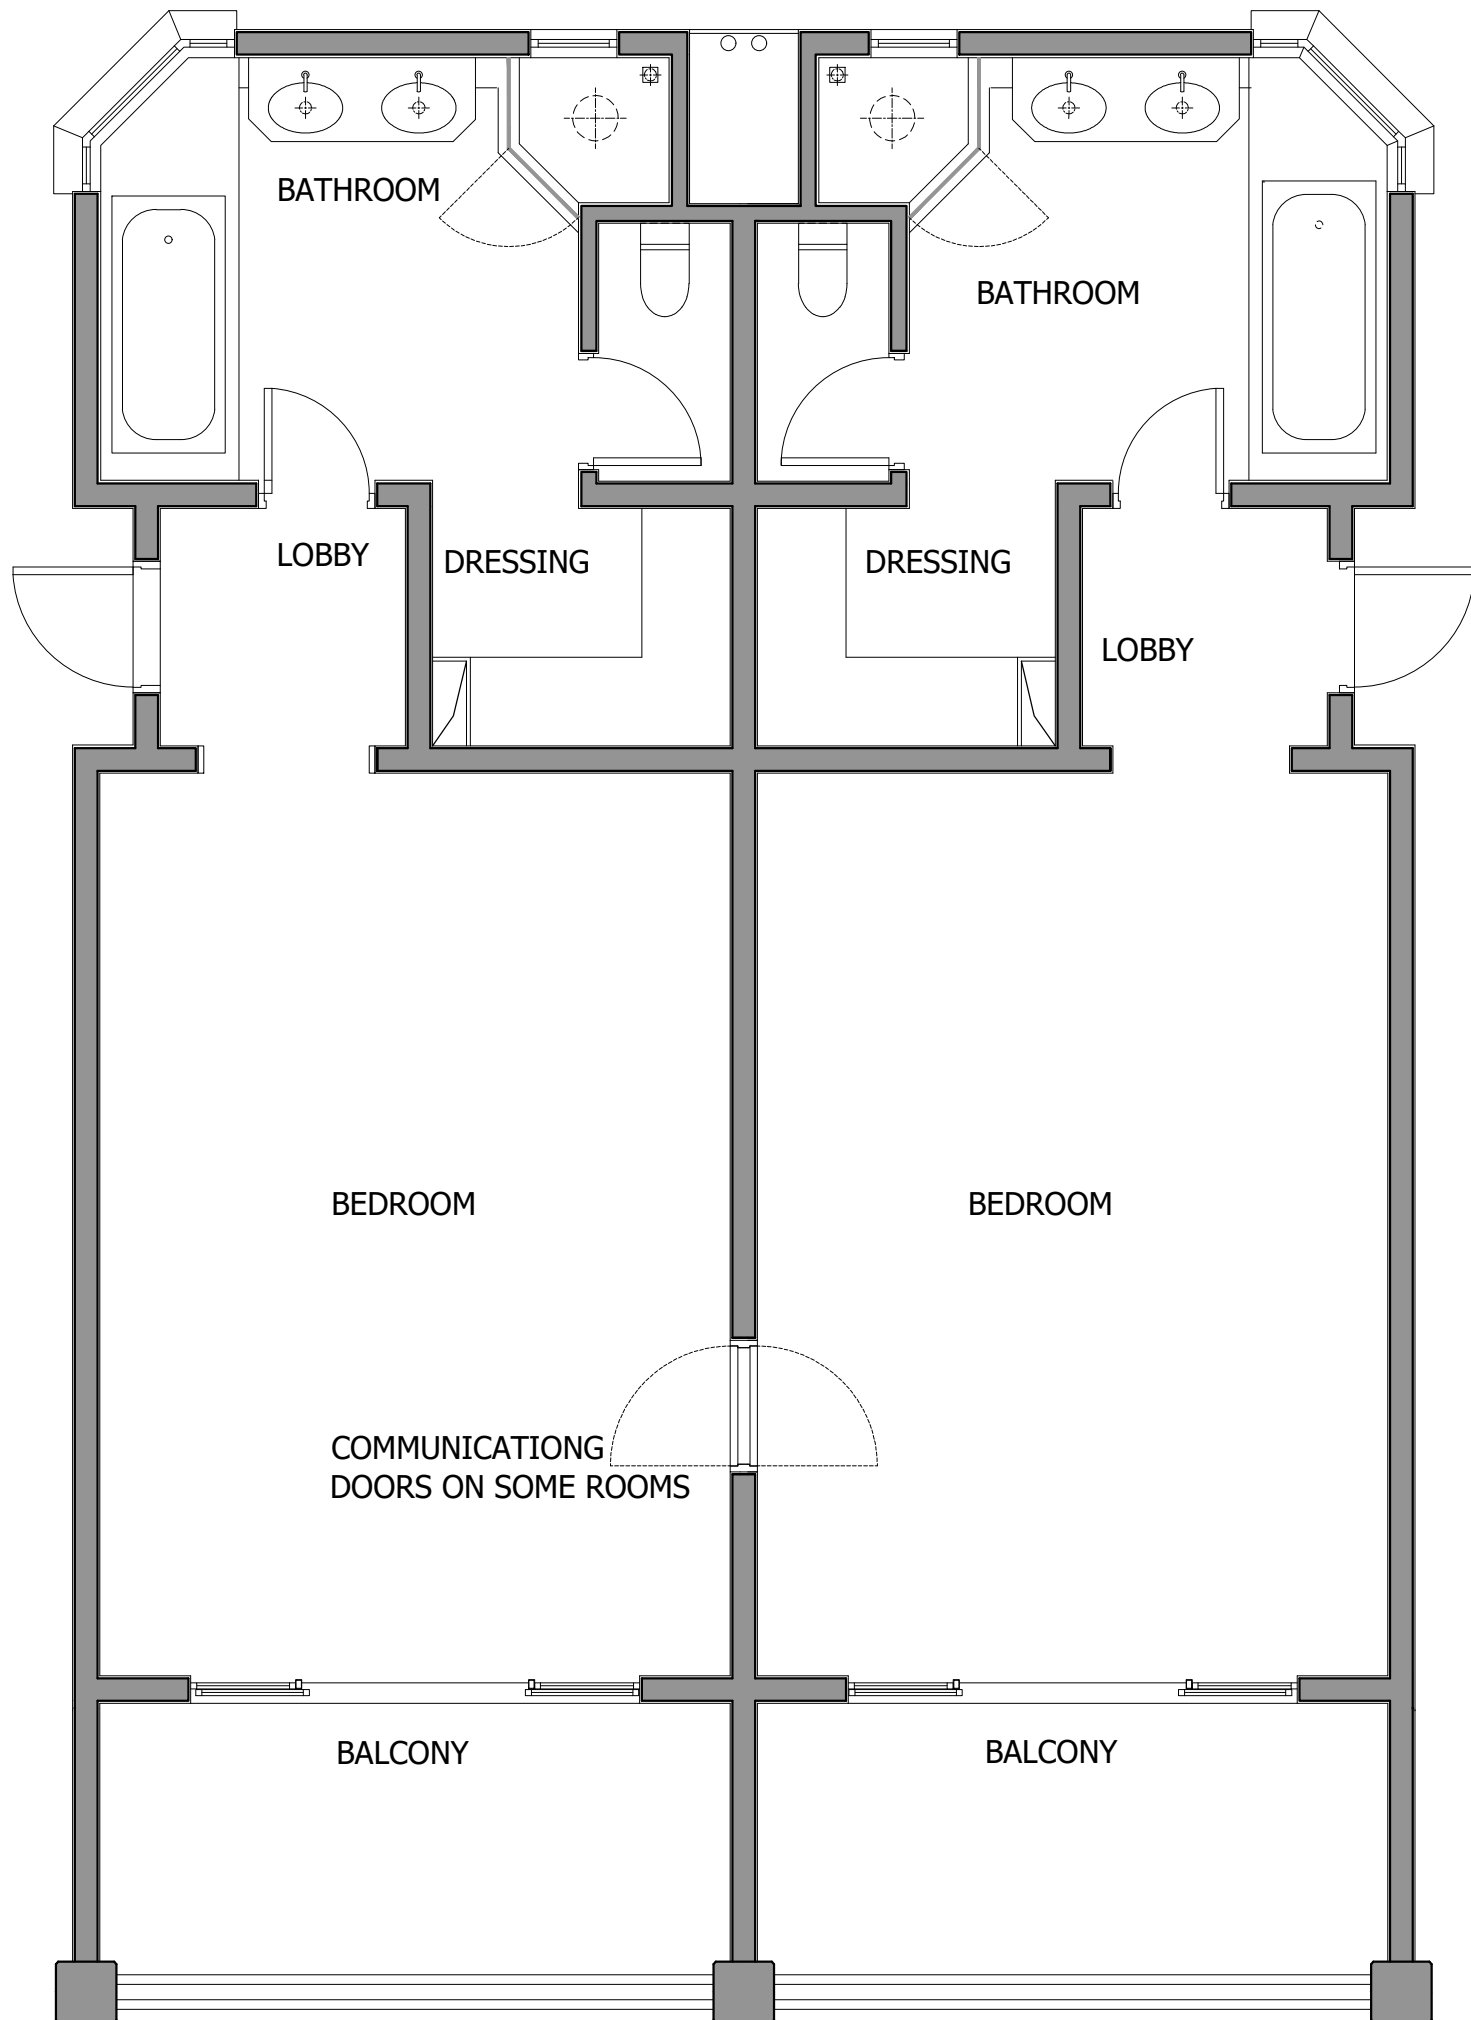 BATHROOM
BATHROOM
LOBBY
DRESSING
DRESSING
LOBBY
BEDROOM
BEDROOM
COMMUNICATIONG
DOORS ON SOME ROOMS
BALCONY
BALCONY